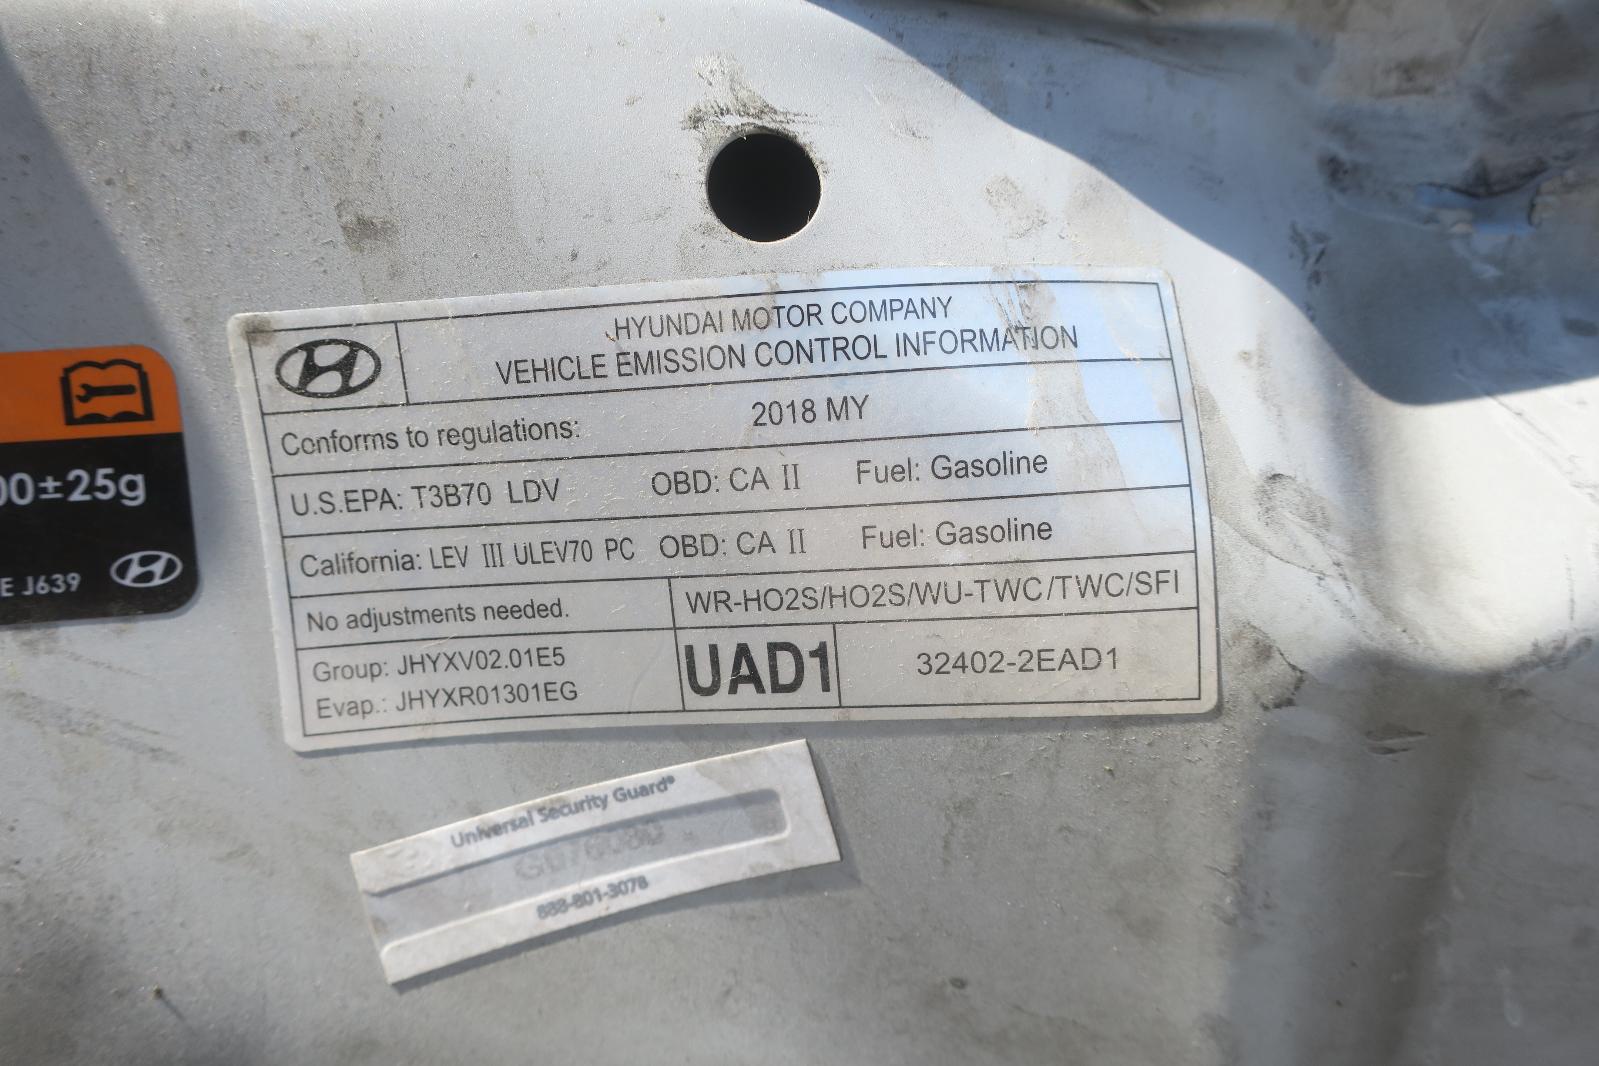 HYUNDAI MOTOR COMPANY
VEHICLE EMISSION CONTROL INFORMATION
Conforms to regulations: 2018 MY
U.S.EPA: T3B70 LDV OBD: CA II Fuel: Gasoline
California: LEV III ULEV70 PC OBD: CA II Fuel: Gasoline
No adjustments needed. WR-HO2S/HO2S/WU-TWC/TWC/SFI
Group: JHYXV02.01E5
Evap.: JHYXR01301EG
UAD1
32402-2EAD1
00±25g
E J639
Universal Security Guard®
888-801-3078